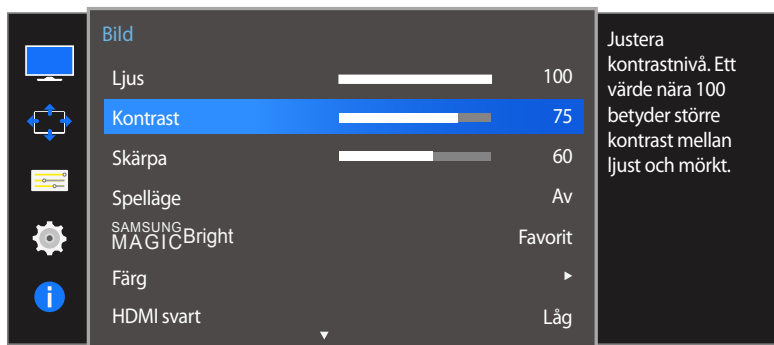 Bild
Ljus 100
Kontrast 75
Skärpa 60
Spelläge Av
SAMSUNG
MAGICBright Favorit
Färg
HDMI svart Låg
Justera
kontrastnivå. Ett
värde nära 100
betyder större
kontrast mellan
ljust och mörkt.